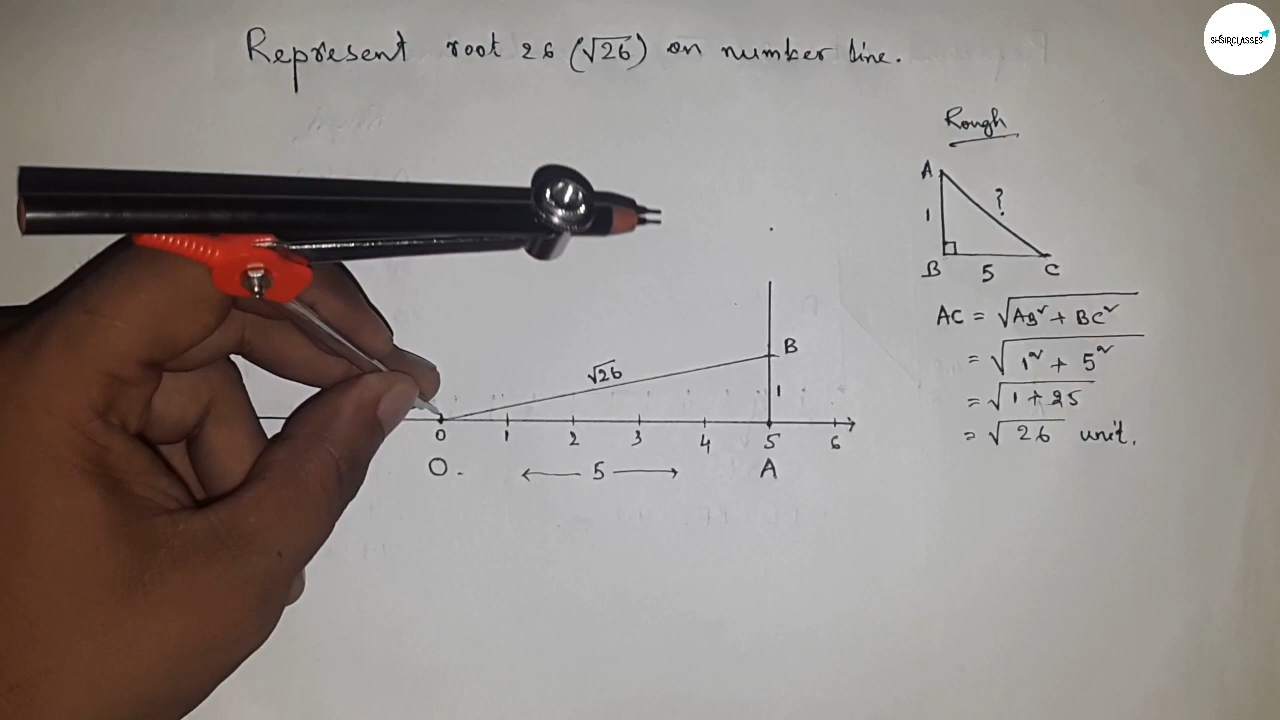 Represent root 26 (√26) on number line.
SHSIRCLASSES
Rough
A
1
?
B 5 C
AC = √AB² + BC²
= √1² + 5²
= √1 + 25
= √26 unit.
B
√26
1
0 1 2 3 4 5 6
O. 5 A